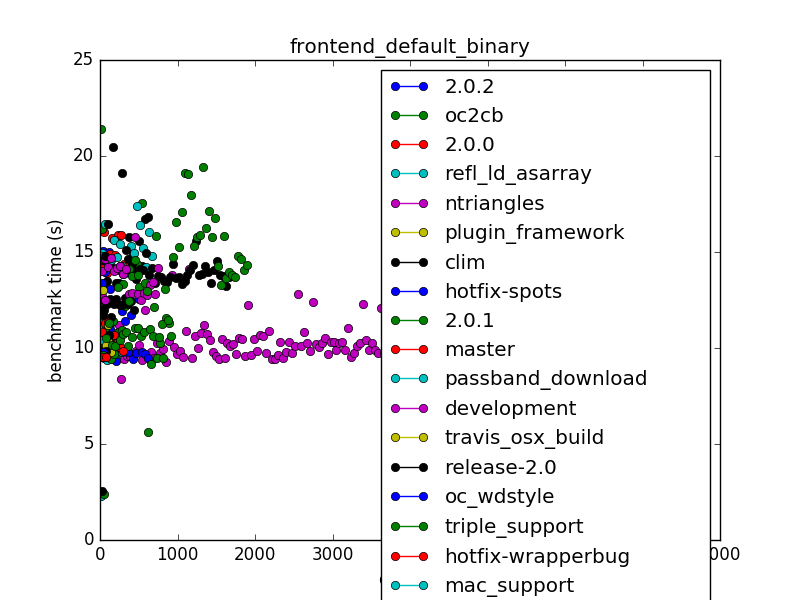 frontend_default_binary
25
20
15
10
5
0
benchmark time (s)
0
1000
2000
3000
000
2.0.2
oc2cb
2.0.0
refl_ld_asarray
ntriangles
plugin_framework
clim
hotfix-spots
2.0.1
master
passband_download
development
travis_osx_build
release-2.0
oc_wdstyle
triple_support
hotfix-wrapperbug
mac_support